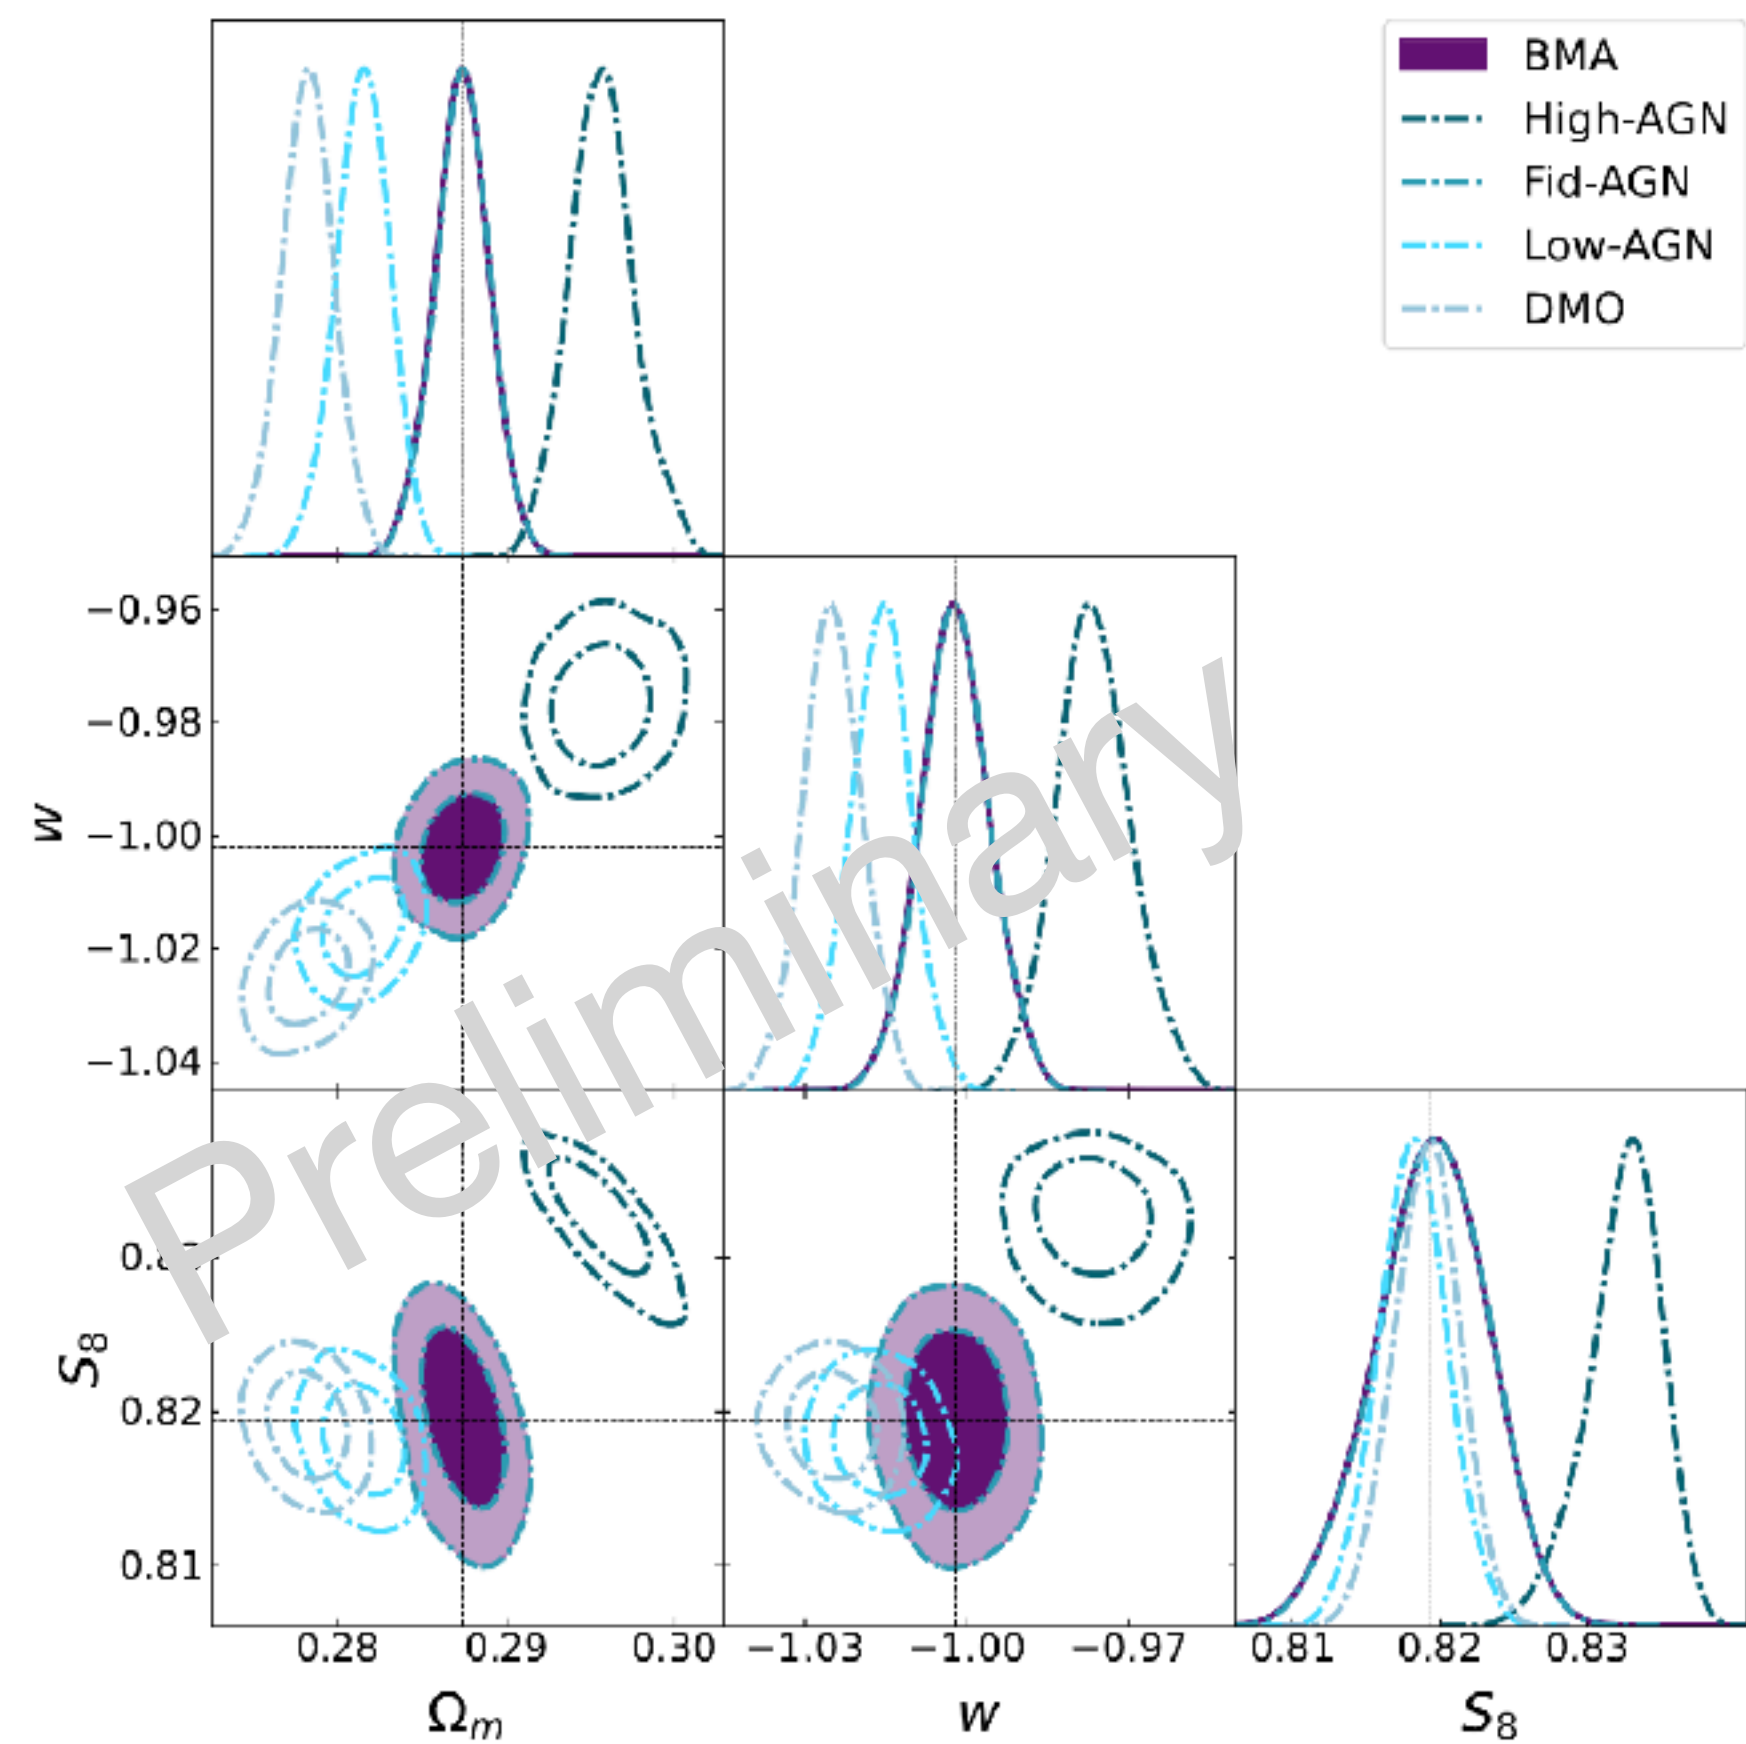 BMA
High-AGN
Fid-AGN
Low-AGN
DMO
−0.96
−0.98
−1.00
−1.02
−1.04
w
Preliminary
0.82
0.81
S8
0.28 0.29 0.30 −1.03 −1.00 −0.97 0.81 0.82 0.83
Ωm w S8